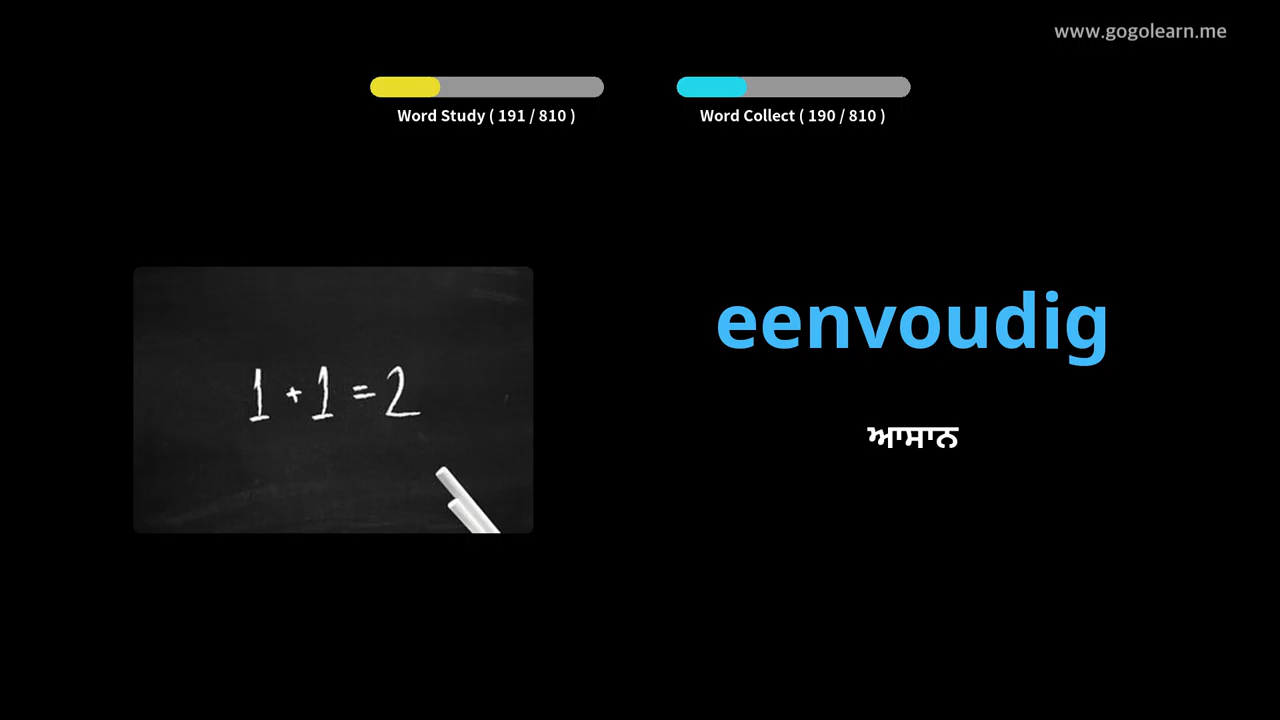 www.gogolearn.me
Word Study ( 191 / 810 )
Word Collect ( 190 / 810 )
1 + 1 = 2
eenvoudig
ਆਸਾਨ